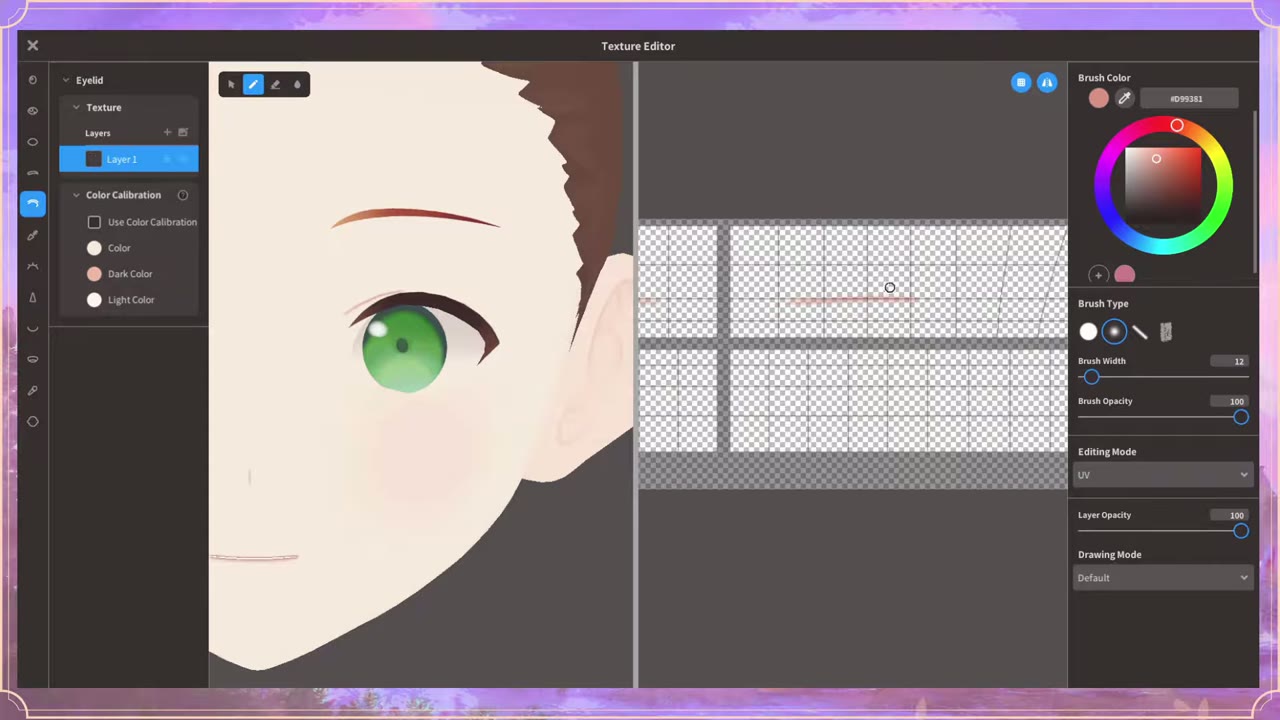 Texture Editor
Eyelid
Texture
Layers
Layer 1
Color Calibration
Use Color Calibration
Color
Dark Color
Light Color
Brush Color
#D99381
Brush Type
Brush Width
12
Brush Opacity
100
Editing Mode
UV
Layer Opacity
100
Drawing Mode
Default